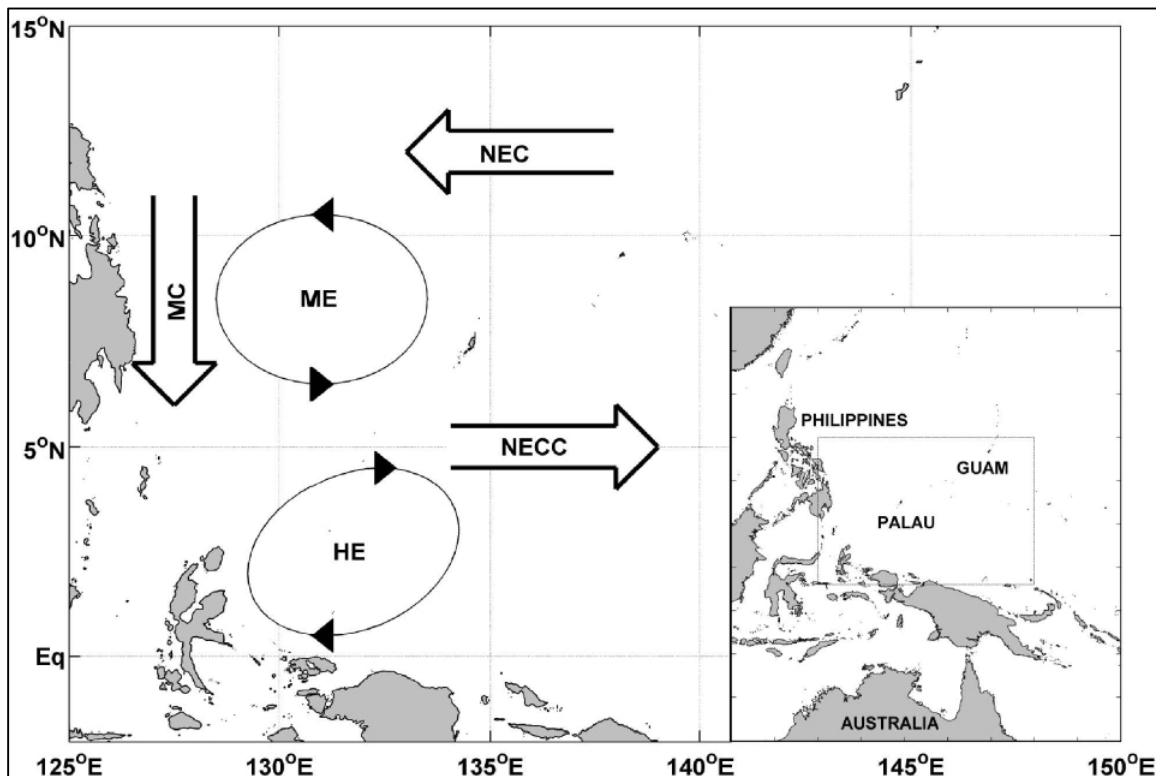 15°N
NEC
10°N
MC
ME
PHILIPPINES
5°N
NECC
GUAM
PALAU
HE
Eq
AUSTRALIA
125°E
130°E
135°E
140°E
145°E
150°E